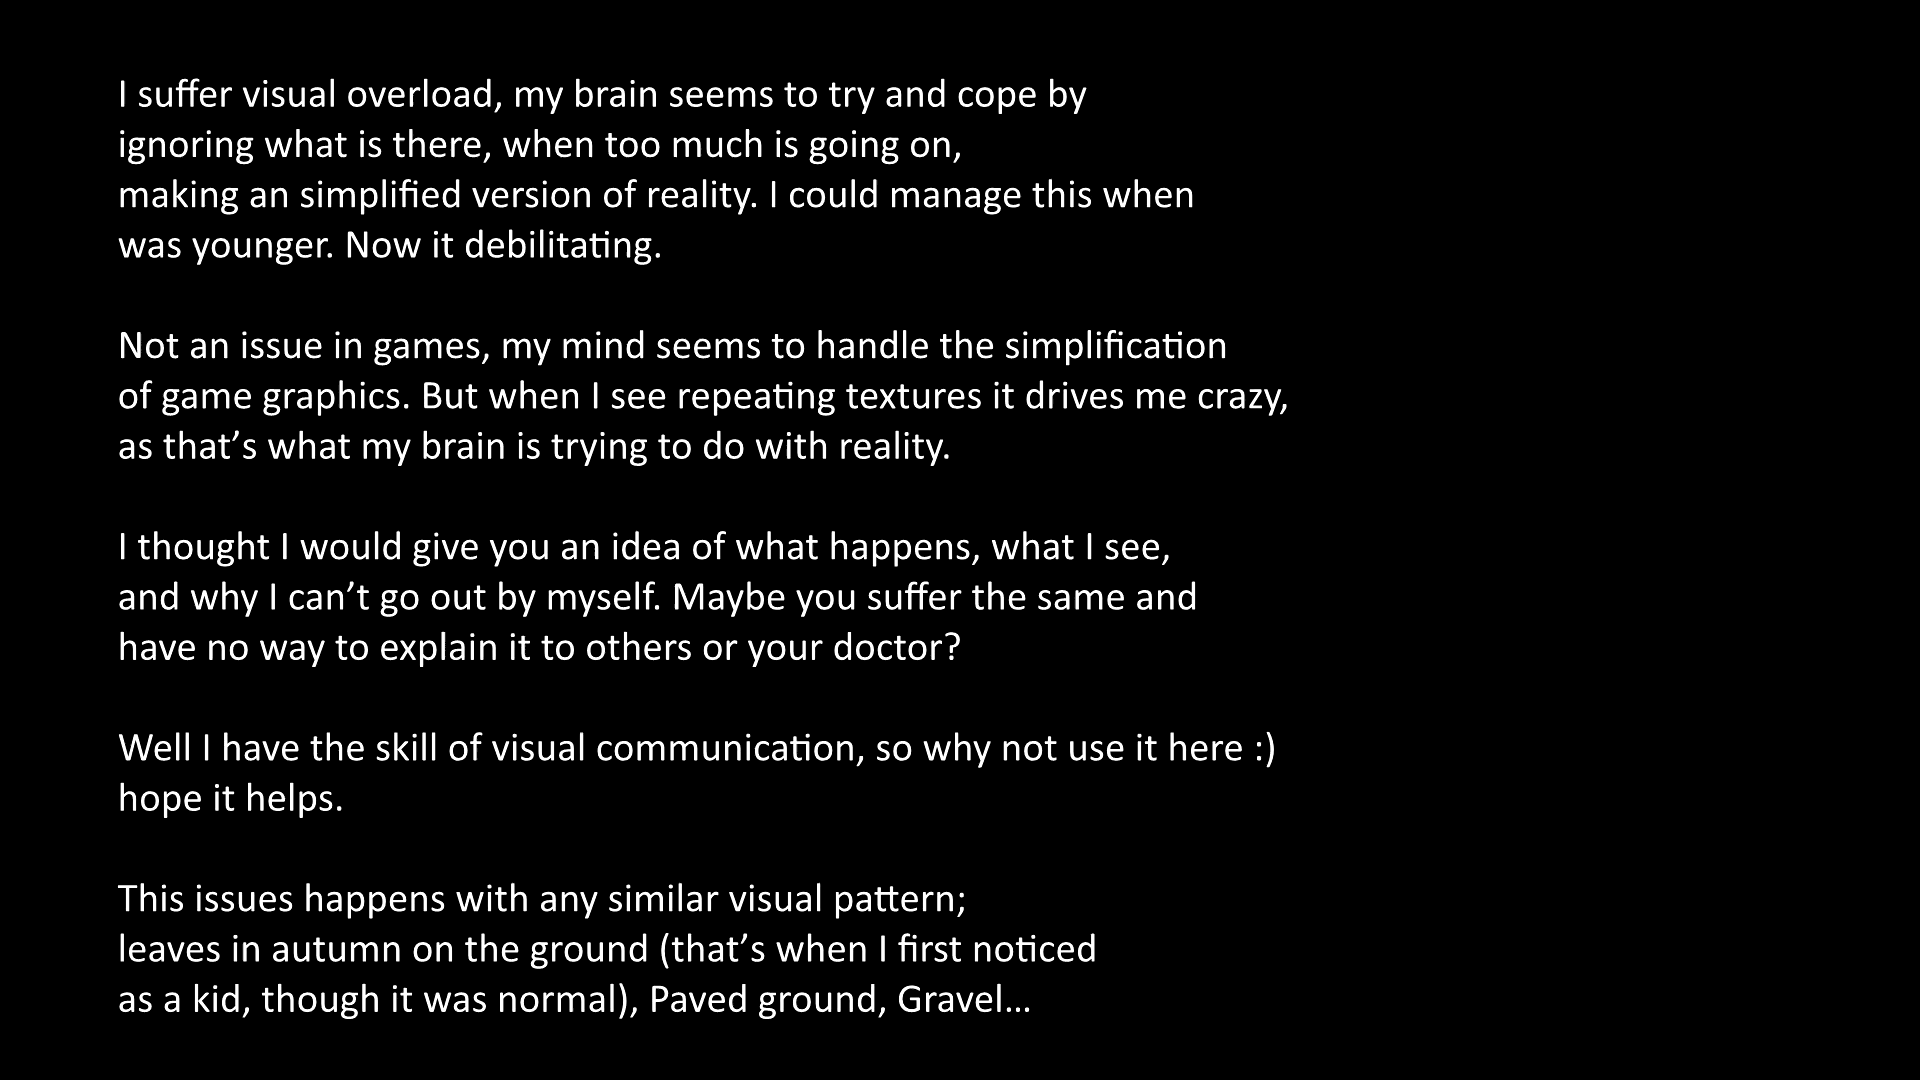 I suffer visual overload, my brain seems to try and cope by
ignoring what is there, when too much is going on,
making an simplified version of reality. I could manage this when
was younger. Now it debilitating.
Not an issue in games, my mind seems to handle the simplification
of game graphics. But when I see repeating textures it drives me crazy,
as that’s what my brain is trying to do with reality.
I thought I would give you an idea of what happens, what I see,
and why I can’t go out by myself. Maybe you suffer the same and
have no way to explain it to others or your doctor?
Well I have the skill of visual communication, so why not use it here :)
hope it helps.
This issues happens with any similar visual pattern;
leaves in autumn on the ground (that’s when I first noticed
as a kid, though it was normal), Paved ground, Gravel…